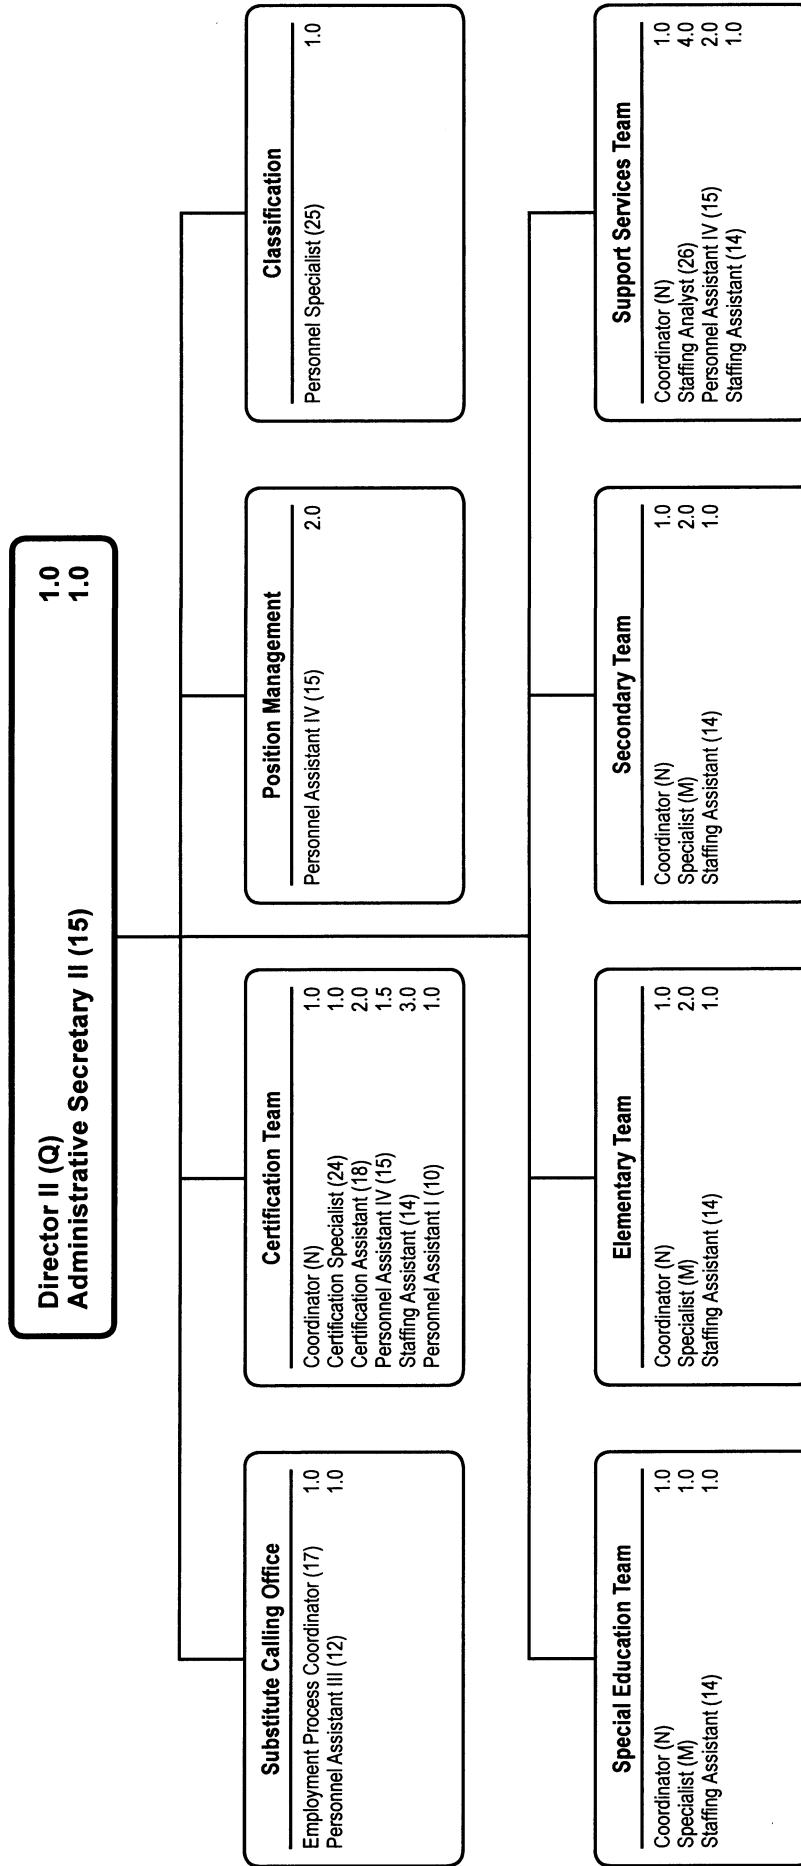 Director II (Q) 1.0
Administrative Secretary II (15) 1.0
Substitute Calling Office
Employment Process Coordinator (17) 1.0
Personnel Assistant III (12) 1.0
Certification Team
Coordinator (N) 1.0
Certification Specialist (24) 1.0
Certification Assistant (18) 2.0
Personnel Assistant IV (15) 1.5
Staffing Assistant (14) 3.0
Personnel Assistant I (10) 1.0
Position Management
Personnel Assistant IV (15) 2.0
Classification
Personnel Specialist (25) 1.0
Special Education Team
Coordinator (N) 1.0
Specialist (M) 1.0
Staffing Assistant (14) 1.0
Elementary Team
Coordinator (N) 1.0
Specialist (M) 2.0
Staffing Assistant (14) 1.0
Secondary Team
Coordinator (N) 1.0
Specialist (M) 2.0
Staffing Assistant (14) 1.0
Support Services Team
Coordinator (N) 1.0
Staffing Analyst (26) 4.0
Personnel Assistant IV (15) 2.0
Staffing Assistant (14) 1.0